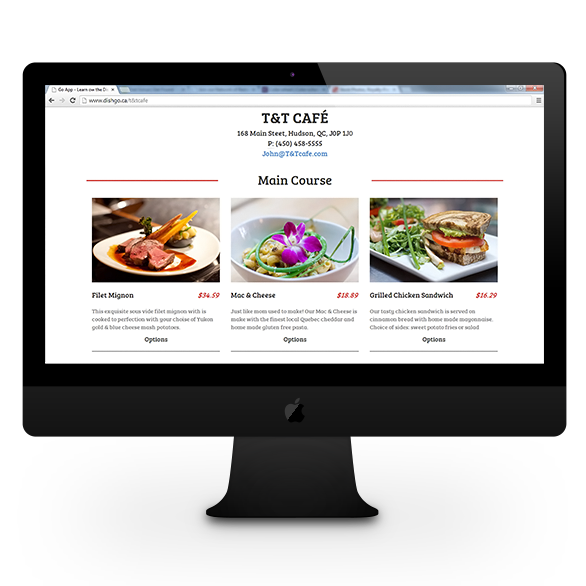 Go App - Learn ow the D
www.dishgo.ca/t&tcafe
T&T CAFÉ
168 Main Steet, Hudson, QC, J0P 1J0
P: (450) 458-5555
John@T&Tcafe.com
Main Course
Filet Mignon $34.59
Mac & Cheese $18.89
Grilled Chicken Sandwich $16.29
This exquisite sous vide filet mignon with is
cooked to perfection with your choise of Yukon
gold & blue cheese mash potatoes.
Just like mom used to make! Our Mac & Cheese is
make with the finest local Quebec cheddar and
home made gluten free pasta.
Our tasty chicken sandwich is served on
cinnamon bread with home made mayonnaise.
Choice of sides: sweet potato fries or salad
Options
Options
Options